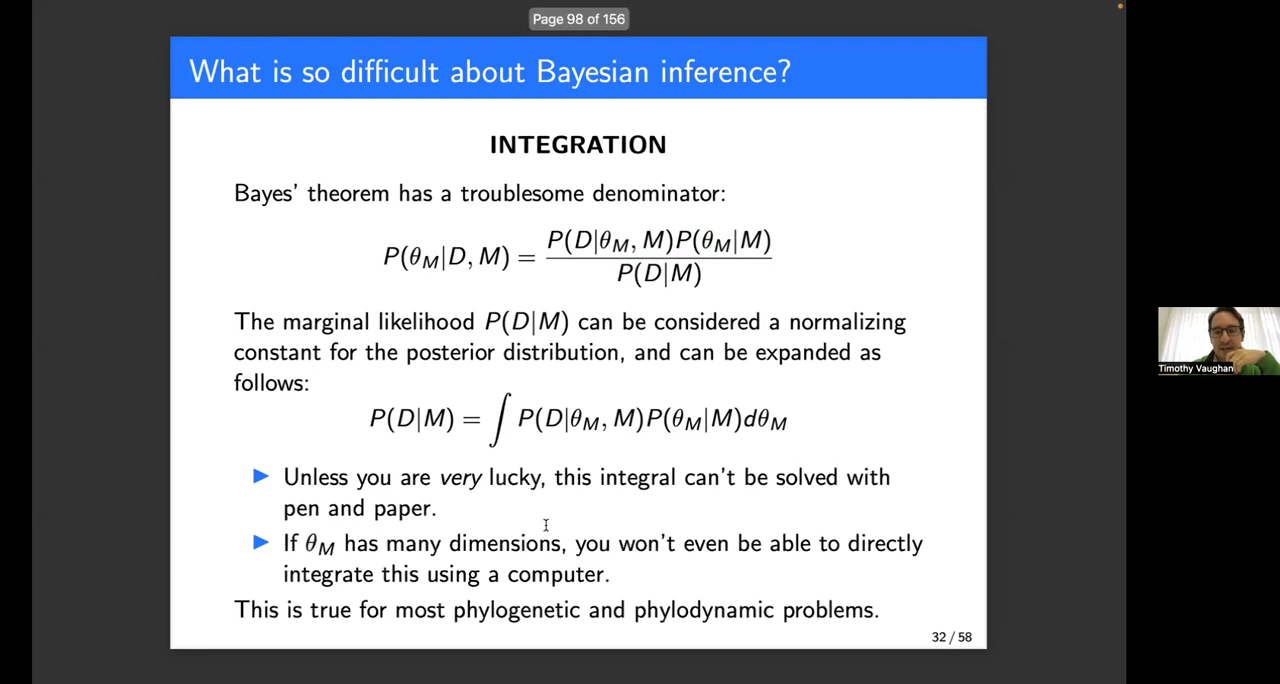 Page 98 of 156
What is so difficult about Bayesian inference?
INTEGRATION
Bayes' theorem has a troublesome denominator:
P(θ_M|D, M) = P(D|θ_M, M)P(θ_M|M) / P(D|M)
The marginal likelihood P(D|M) can be considered a normalizing
constant for the posterior distribution, and can be expanded as
follows:
P(D|M) = ∫ P(D|θ_M, M)P(θ_M|M)dθ_M
▶ Unless you are very lucky, this integral can't be solved with
pen and paper.
▶ If θ_M has many dimensions, you won't even be able to directly
integrate this using a computer.
This is true for most phylogenetic and phylodynamic problems.
32 / 58
Timothy Vaughan